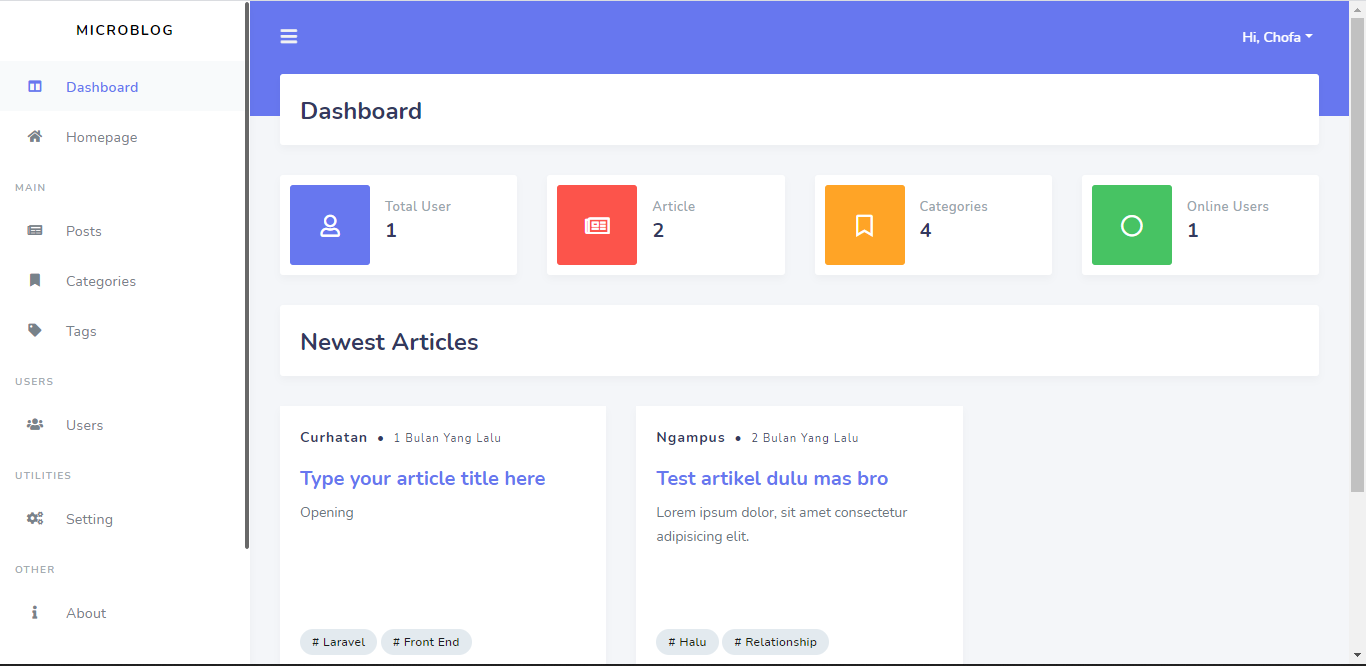 MICROBLOG
Dashboard
Homepage
MAIN
Posts
Categories
Tags
USERS
Users
UTILITIES
Setting
OTHER
About
Hi, Chofa
Dashboard
Total User
1
Article
2
Categories
4
Online Users
1
Newest Articles
Curhatan • 1 Bulan Yang Lalu
Type your article title here
Opening
# Laravel # Front End
Ngampus • 2 Bulan Yang Lalu
Test artikel dulu mas bro
Lorem ipsum dolor, sit amet consectetur
adipisicing elit.
# Halu # Relationship